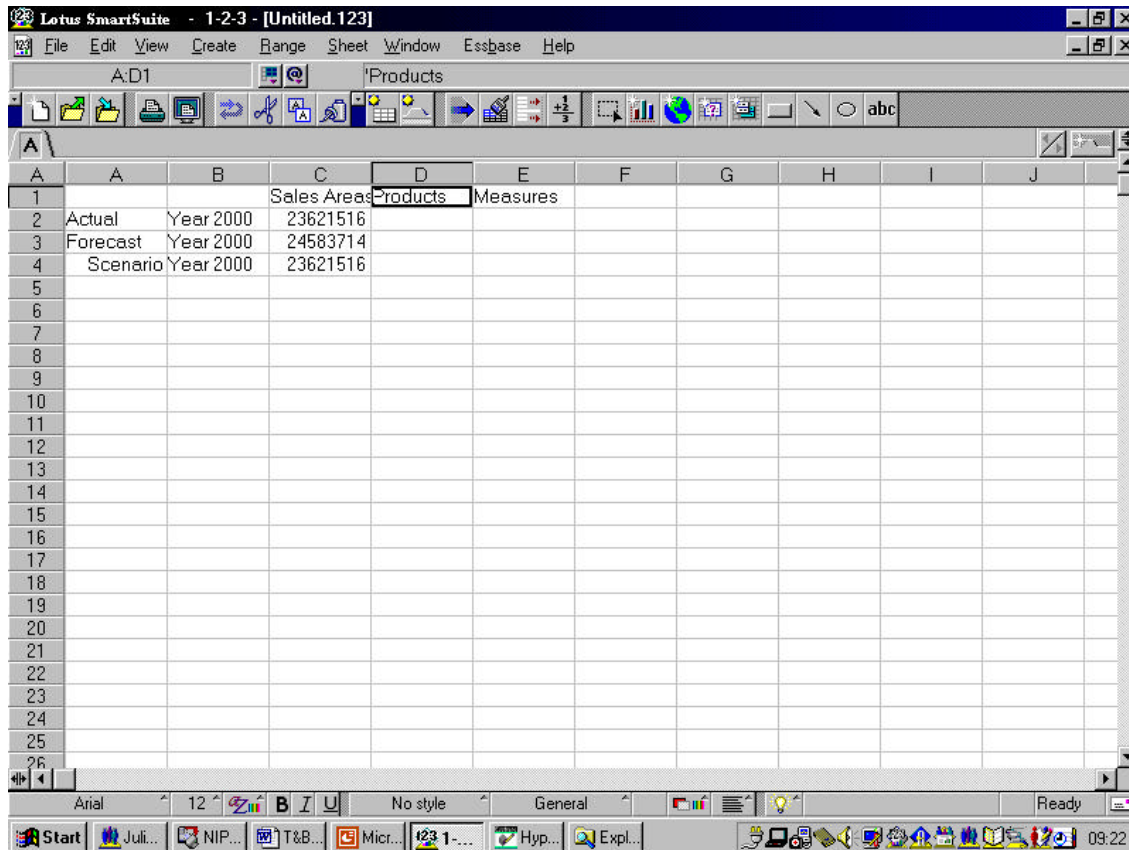 Lotus SmartSuite - 1-2-3 - [Untitled.123]
File Edit View Create Range Sheet Window Essbase Help
A:D1 @ 'Products
abc
A
A A B C D E F G H I J
1 Sales Areas Products Measures
2 Actual Year 2000 23621516
3 Forecast Year 2000 24583714
4 Scenario Year 2000 23621516
5
6
7
8
9
10
11
12
13
14
15
16
17
18
19
20
21
22
23
24
25
26
Arial 12 B I U No style General Ready
Start Juli... NIP... T&B... Micr... 1-... Hyp... Expl... 09:22